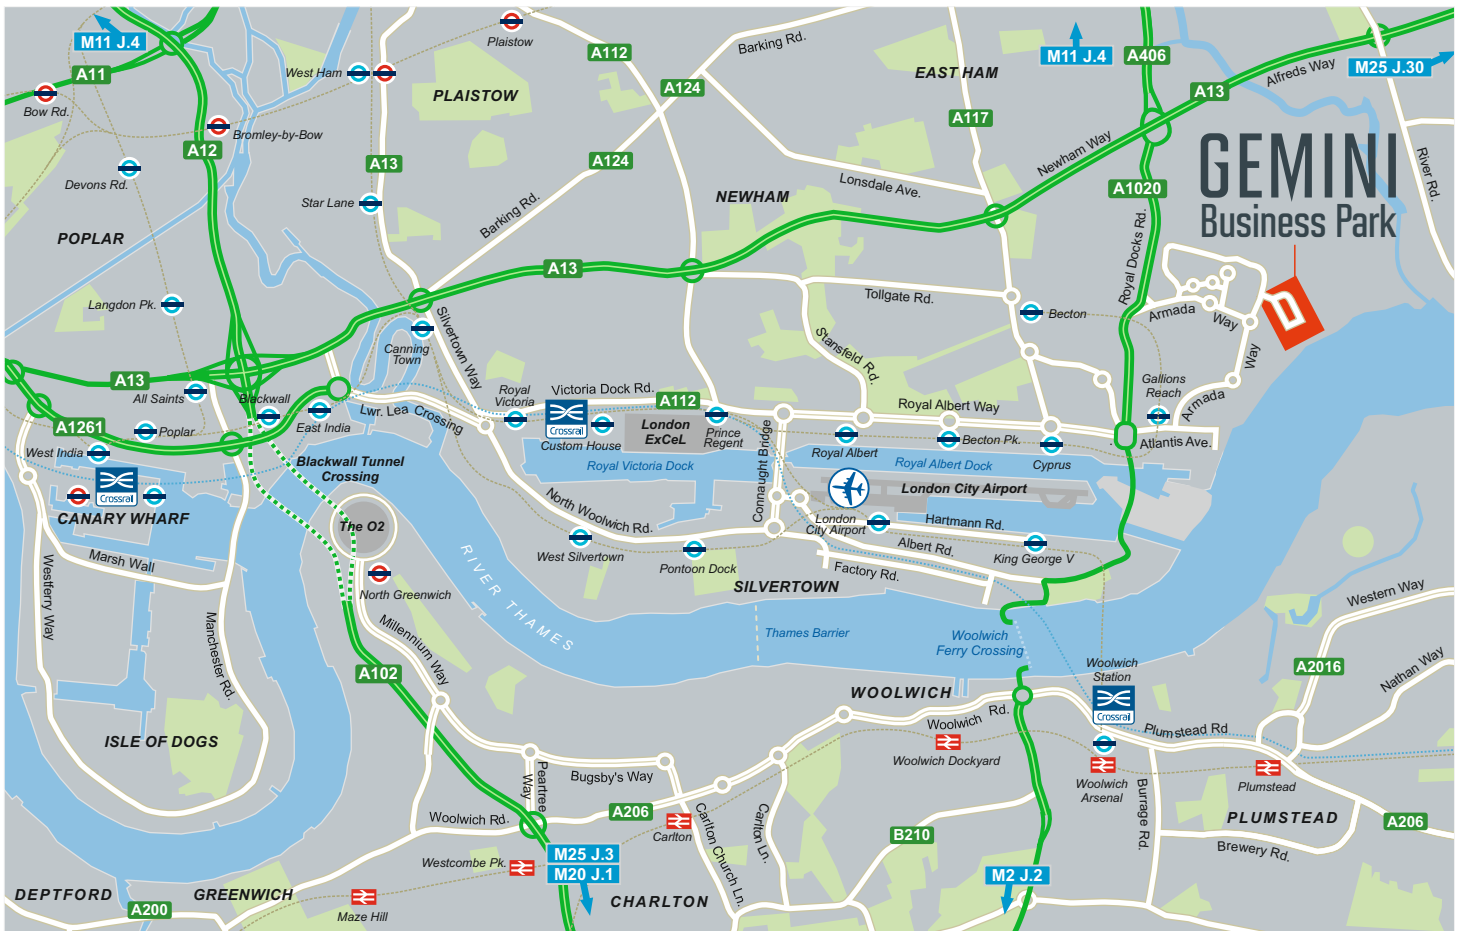 M11 J.4
A11
Bow Rd.
A12
Bromley-by-Bow
Devons Rd.
POPLAR
Langdon Pk.
West Ham
Plaistow
PLAISTOW
A13
Star Lane
A112
Barking Rd.
A124
A124
Barking Rd.
EAST HAM
A117
M11 J.4
A406
M25 J.30
Alfreds Way
A13
Newham Way
Lonsdale Ave.
NEWHAM
A1020
Royal Docks Rd.
River Rd.
GEMINI
Business Park
A13
Tollgate Rd.
Stansfeld Rd.
Becton
Armada
Way
Way
Armada
Gallions
Reach
Atlantis Ave.
Canning
Town
Silvertown Way
A13
All Saints
Blackwall
A1261
Poplar
East India
West India
Lwr. Lea Crossing
Royal
Victoria
Victoria Dock Rd.
A112
Crossrail
Custom House
London
ExCeL
Prince
Regent
Royal Albert Way
Royal Albert
Becton Pk.
Cyprus
Royal Victoria Dock
Royal Albert Dock
Connaught Bridge
London City Airport
London
City Airport
Hartmann Rd.
Albert Rd.
King George V
Factory Rd.
Blackwall Tunnel
Crossing
Crossrail
CANARY WHARF
Marsh Wall
Westferry Way
Manchester Rd.
The O2
North Greenwich
RIVER THAMES
North Woolwich Rd.
West Silvertown
Pontoon Dock
SILVERTOWN
Thames Barrier
Woolwich
Ferry Crossing
Millennium Way
A102
ISLE OF DOGS
WOOLWICH
Woolwich Rd.
Woolwich
Station
Crossrail
Plumstead Rd
Western Way
A2016
Nathan Way
Woolwich Dockyard
Woolwich
Arsenal
Plumstead
PLUMSTEAD
A206
Burrage Rd.
Brewery Rd.
Peartree
Way
Bugsby's Way
A206
Woolwich Rd.
Carlton
Carlton Church Ln.
Carlton Ln.
B210
M2 J.2
Westcombe Pk.
M25 J.3
M20 J.1
CHARLTON
Maze Hill
GREENWICH
DEPTFORD
A200